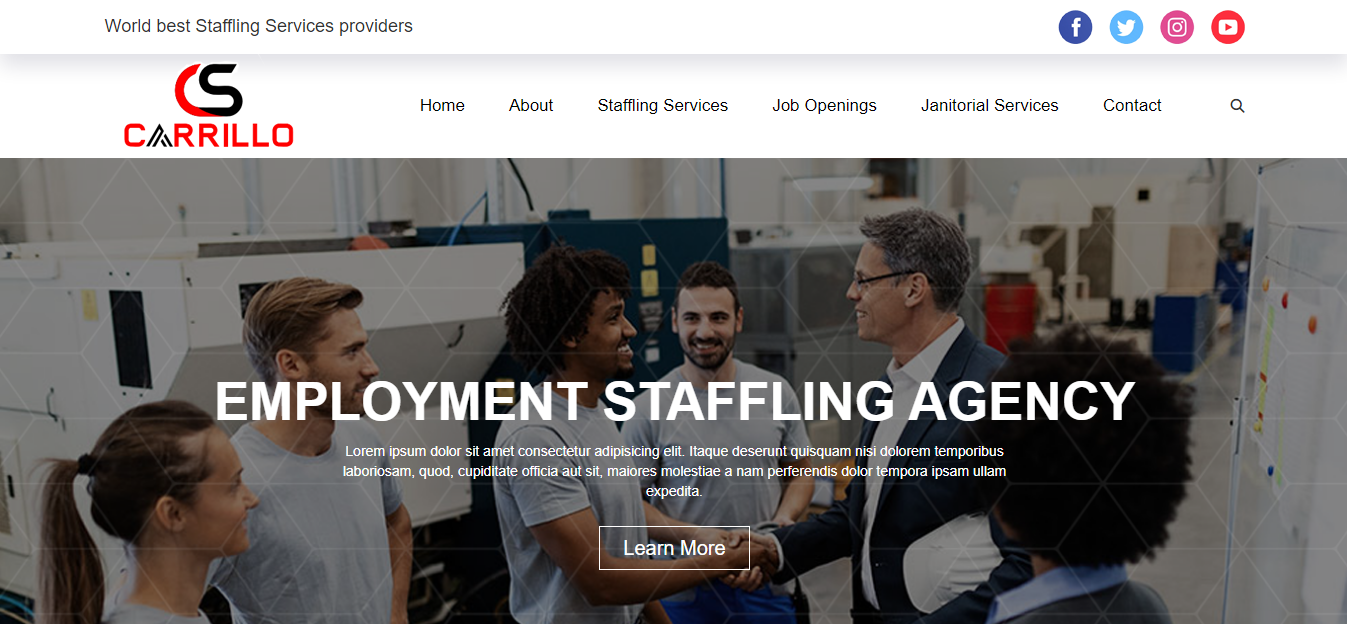 World best Staffling Services providers
CS
CARRILLO
Home About Staffling Services Job Openings Janitorial Services Contact
EMPLOYMENT STAFFLING AGENCY
Lorem ipsum dolor sit amet consectetur adipisicing elit. Itaque deserunt quisquam nisi dolorem temporibus
laboriosam, quod, cupiditate officia aut sit, maiores molestiae a nam perferendis dolor tempora ipsam ullam
expedita.
Learn More